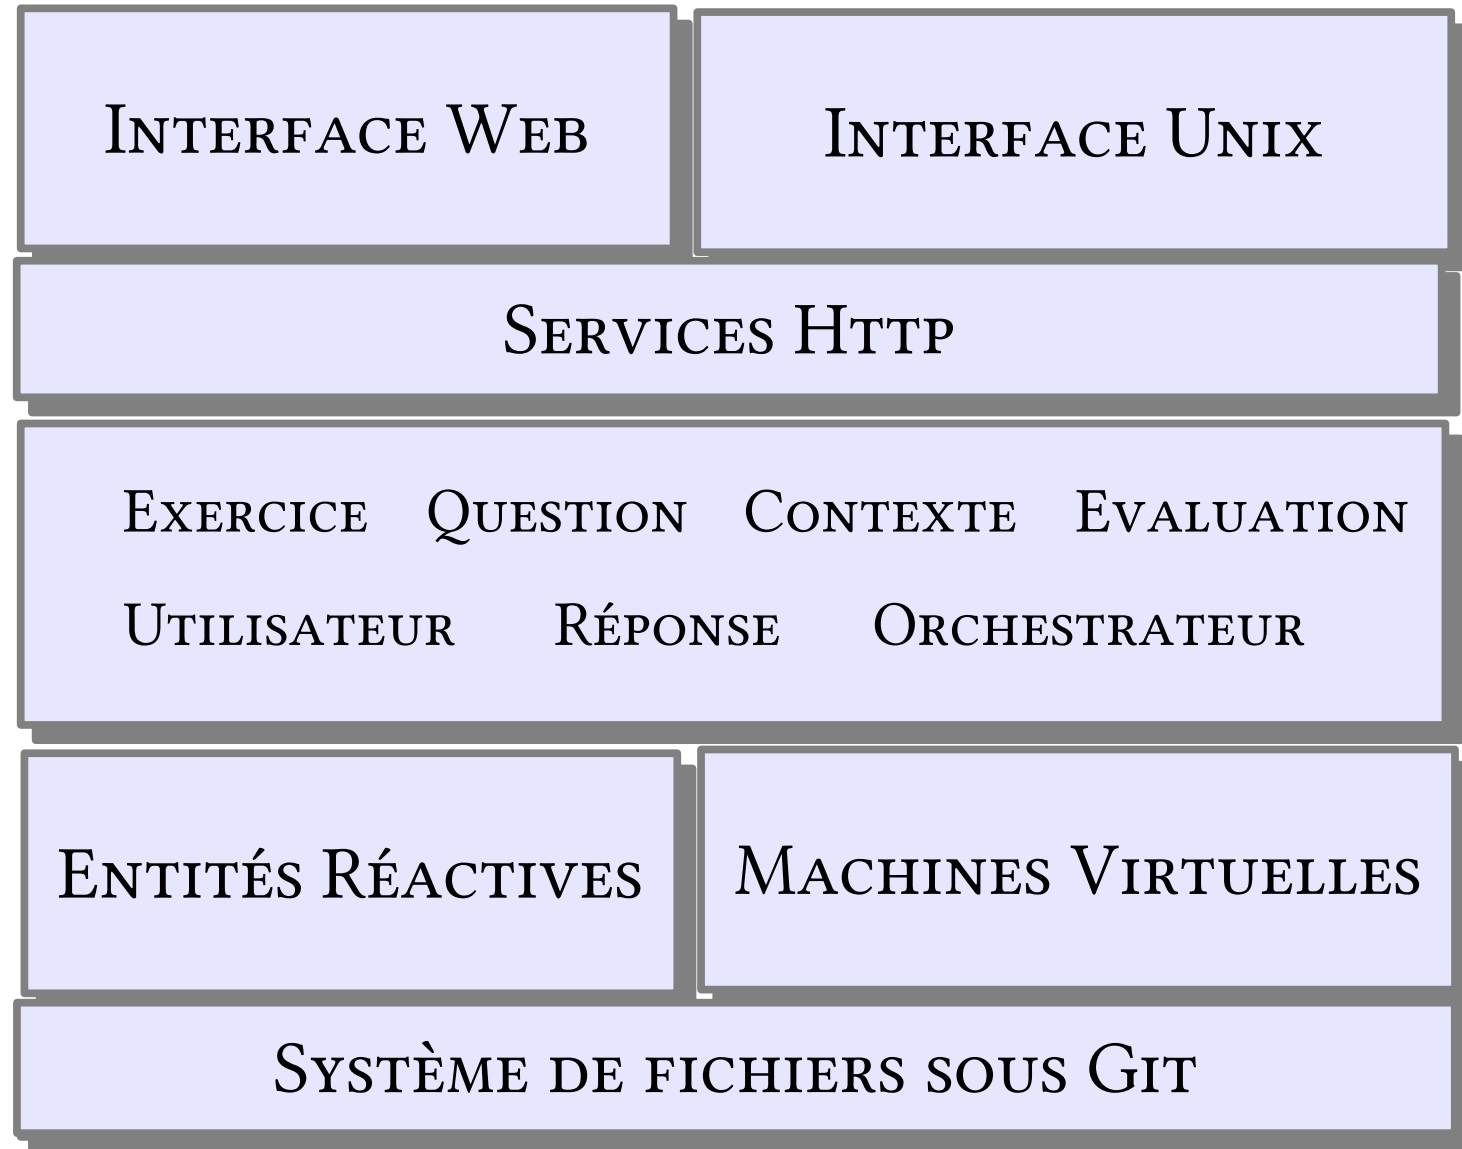 Interface Web
Interface Unix
Services Http
Exercice Question Contexte Evaluation
Utilisateur Réponse Orchestrateur
Entités Réactives
Machines Virtuelles
Système de fichiers sous Git